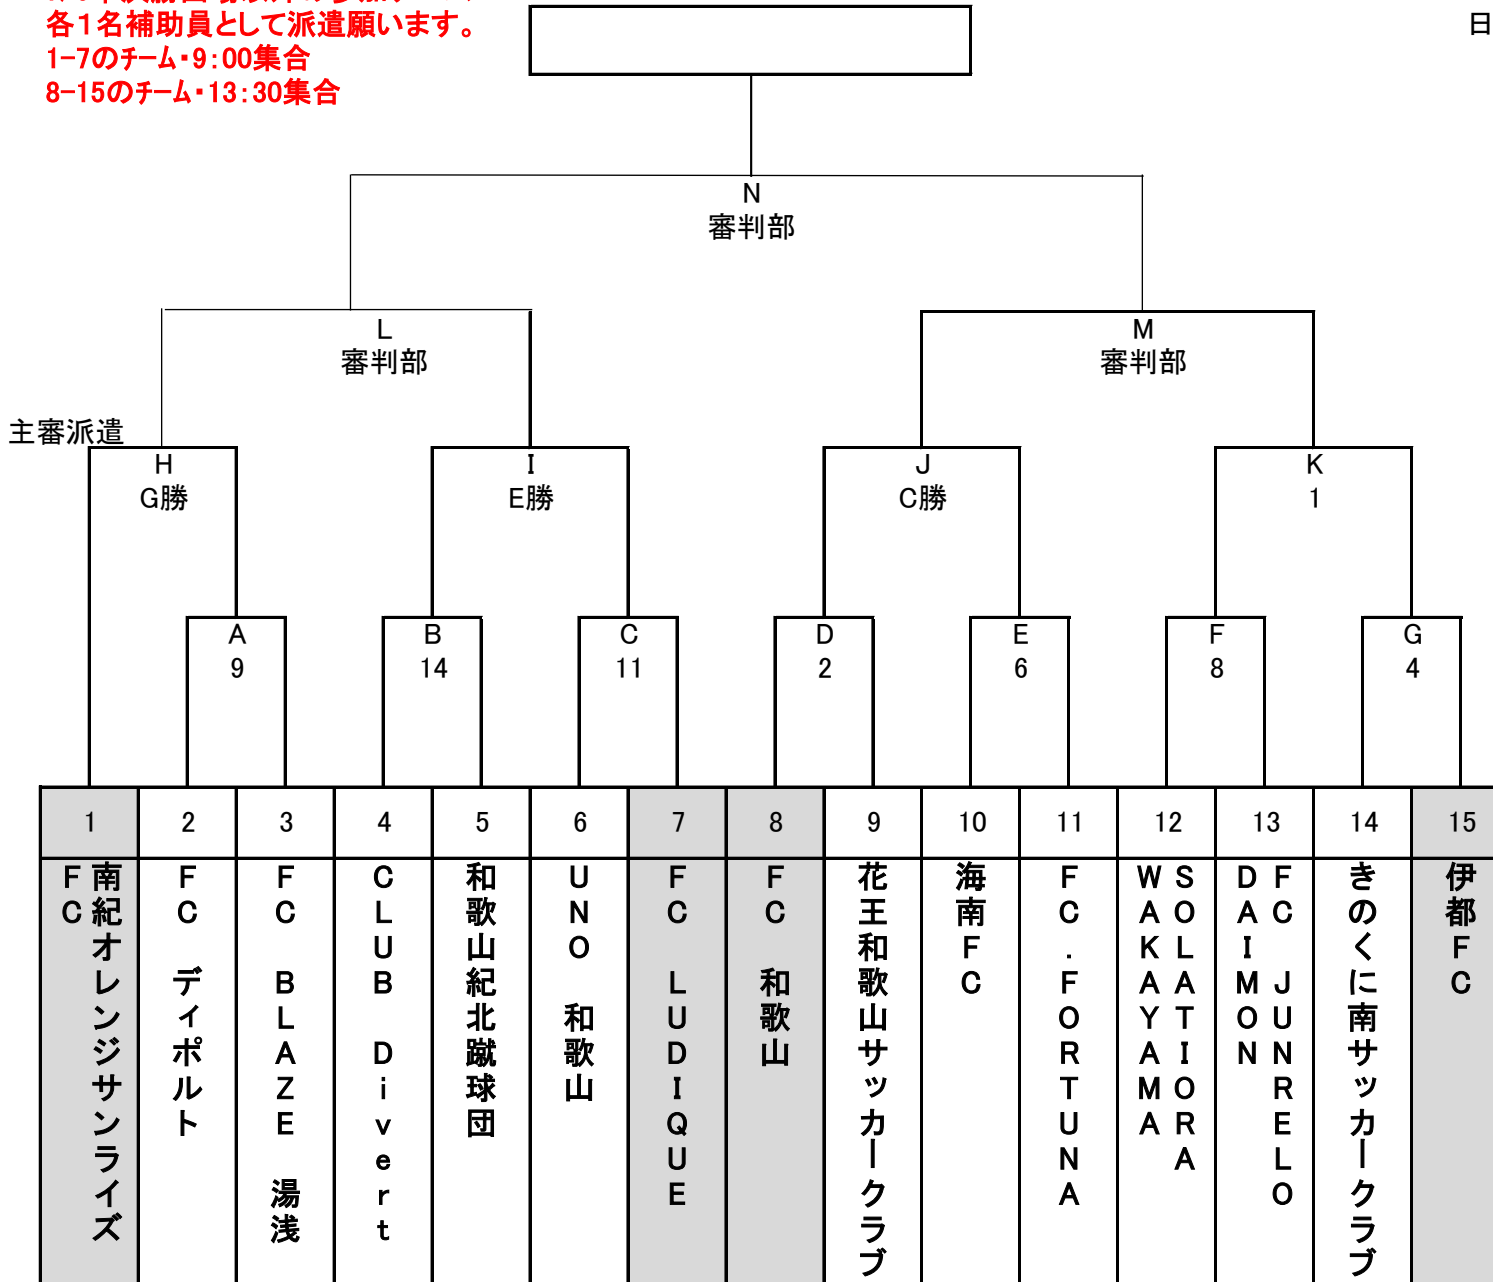 各1名補助員として派遣願います。
1-7のチーム・9:00集合
8-15のチーム・13:30集合
日
N
審判部
L
審判部
M
審判部
主審派遣
H
G勝
I
E勝
J
C勝
K
1
A
9
B
14
C
11
D
2
E
6
F
8
G
4
1
2
3
4
5
6
7
8
9
10
11
12
13
14
15
南紀オレンジサンライズ
FC
FC ディポルト
FC BLAZE 湯浅
CLUB Divert
和歌山紀北蹴球団
UNO 和歌山
FC LUDIQUE
FC 和歌山
花王和歌山サッカークラブ
海南FC
FC.FORTUNA
SOLATIORA
WAKAYAMA
FC JUNRELO
DAIMON
きのくに南サッカークラブ
伊都FC